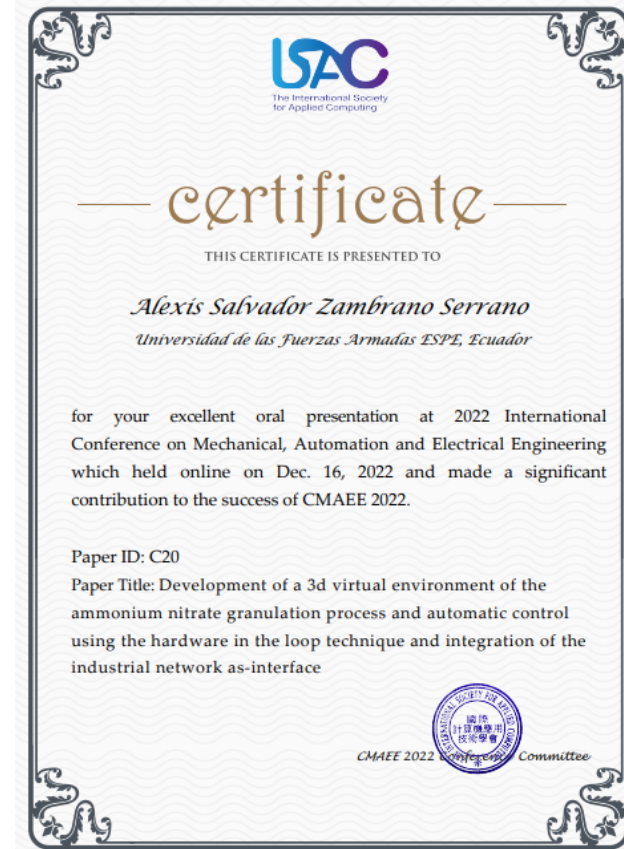 ISAC
The International Society
for Applied Computing
certificate
THIS CERTIFICATE IS PRESENTED TO
Alexis Salvador Zambrano Serrano
Universidad de las Fuerzas Armadas ESPE, Ecuador
for your excellent oral presentation at 2022 International
Conference on Mechanical, Automation and Electrical Engineering
which held online on Dec. 16, 2022 and made a significant
contribution to the success of CMAEE 2022.
Paper ID: C20
Paper Title: Development of a 3d virtual environment of the
ammonium nitrate granulation process and automatic control
using the hardware in the loop technique and integration of the
industrial network as-interface
INTERNATIONAL SOCIETY FOR APPLIED COMPUTING
國際
計算機應用
技術學會
CMAEE 2022 Conference Committee